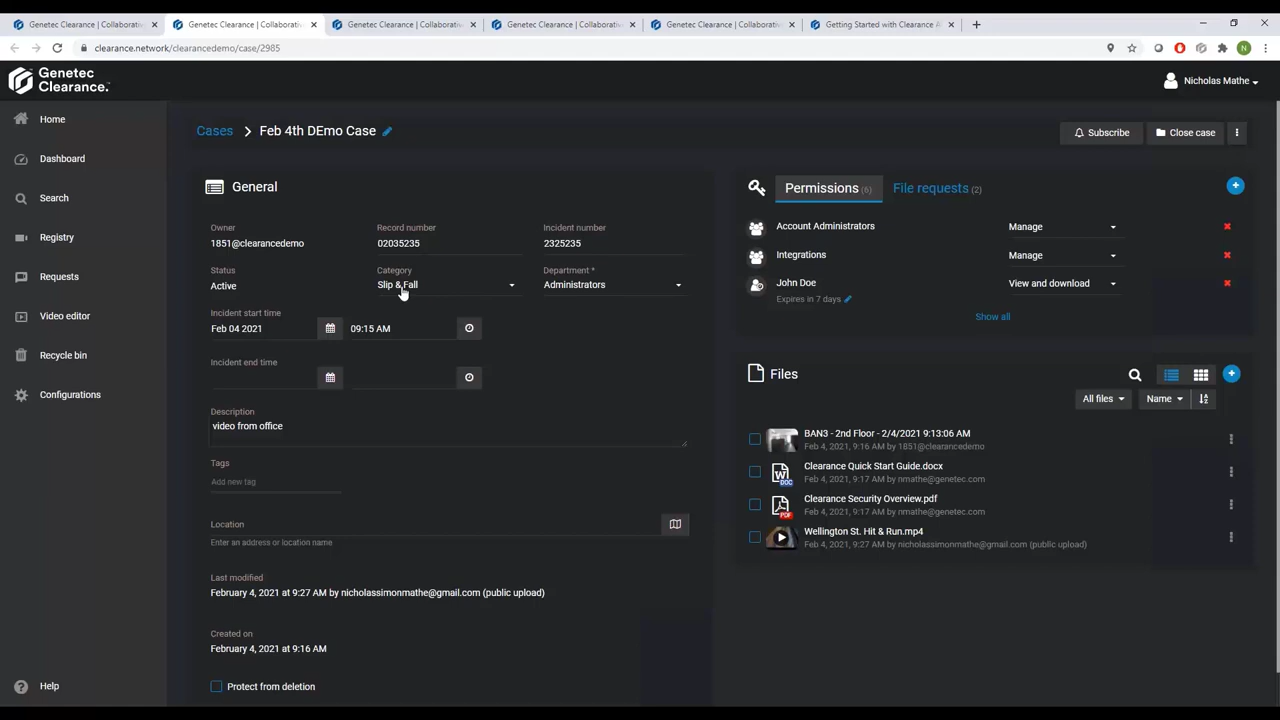 Genetec Clearance | Collaborati
Genetec Clearance | Collaborativ
Genetec Clearance | Collaborativ
Genetec Clearance | Collaborativ
Genetec Clearance | Collaborativ
Getting Started with Clearance A
clearance.network/clearancedemo/case/2985
N
Genetec
Clearance.
Nicholas Mathe
Home
Dashboard
Search
Registry
Requests
Video editor
Recycle bin
Configurations
Help
Cases > Feb 4th DEmo Case
Subscribe
Close case
General
Owner
1851@clearancedemo
Record number
02035235
Incident number
2325235
Status
Active
Category
Slip & Fall
Department *
Administrators
Incident start time
Feb 04 2021
09:15 AM
Incident end time
Description
video from office
Tags
Add new tag
Location
Enter an address or location name
Last modified
February 4, 2021 at 9:27 AM by nicholassimonmathe@gmail.com (public upload)
Created on
February 4, 2021 at 9:16 AM
Protect from deletion
Permissions (6)
File requests (2)
Account Administrators
Manage
Integrations
Manage
John Doe
View and download
Expires in 7 days
Show all
Files
All files
Name
BAN3 - 2nd Floor - 2/4/2021 9:13:06 AM
Feb 4, 2021, 9:16 AM by 1851@clearancedemo
DOC
Clearance Quick Start Guide.docx
Feb 4, 2021, 9:17 AM by nmathe@genetec.com
PDF
Clearance Security Overview.pdf
Feb 4, 2021, 9:17 AM by nmathe@genetec.com
Wellington St. Hit & Run.mp4
Feb 4, 2021, 9:27 AM by nicholassimonmathe@gmail.com (public upload)